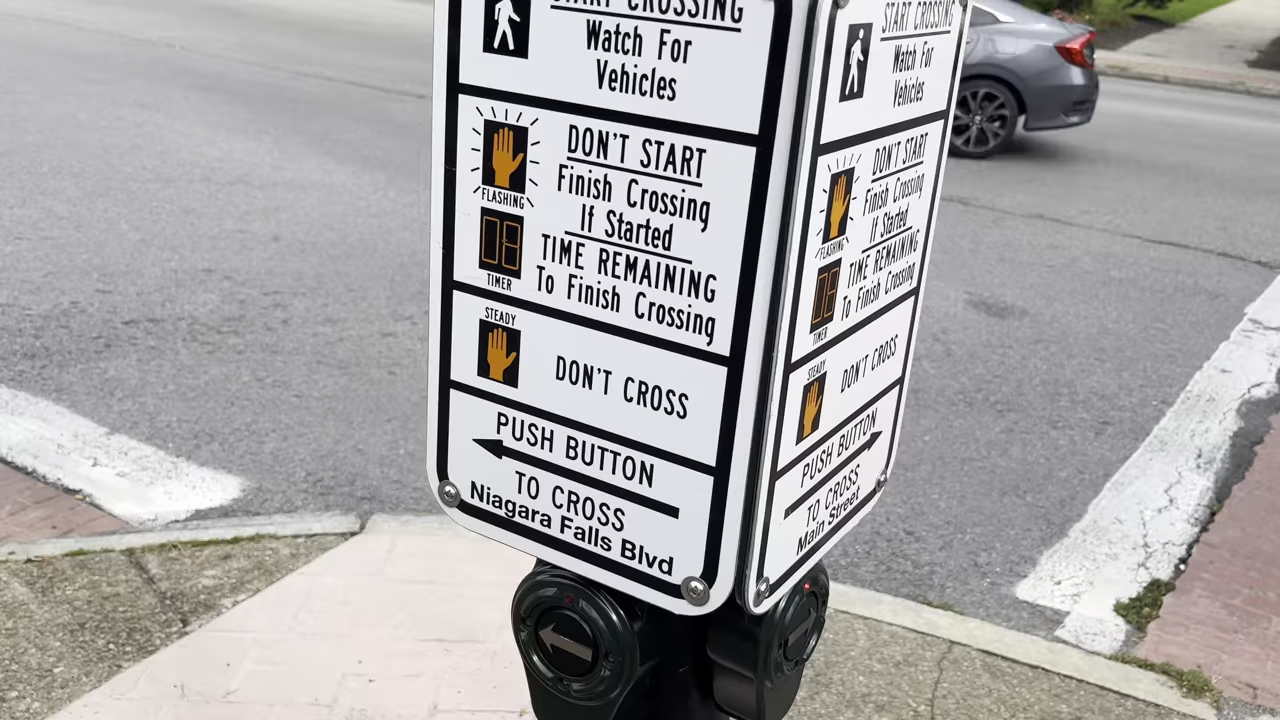 START CROSSING
Watch For
Vehicles
DON'T START
Finish Crossing
If Started
FLASHING
TIME REMAINING
To Finish Crossing
TIMER
STEADY
DON'T CROSS
PUSH BUTTON
TO CROSS
Niagara Falls Blvd
START CROSSING
Watch For
Vehicles
DON'T START
Finish Crossing
If Started
FLASHING
TIME REMAINING
To Finish Crossing
TIMER
STEADY
DON'T CROSS
PUSH BUTTON
TO CROSS
Main Street